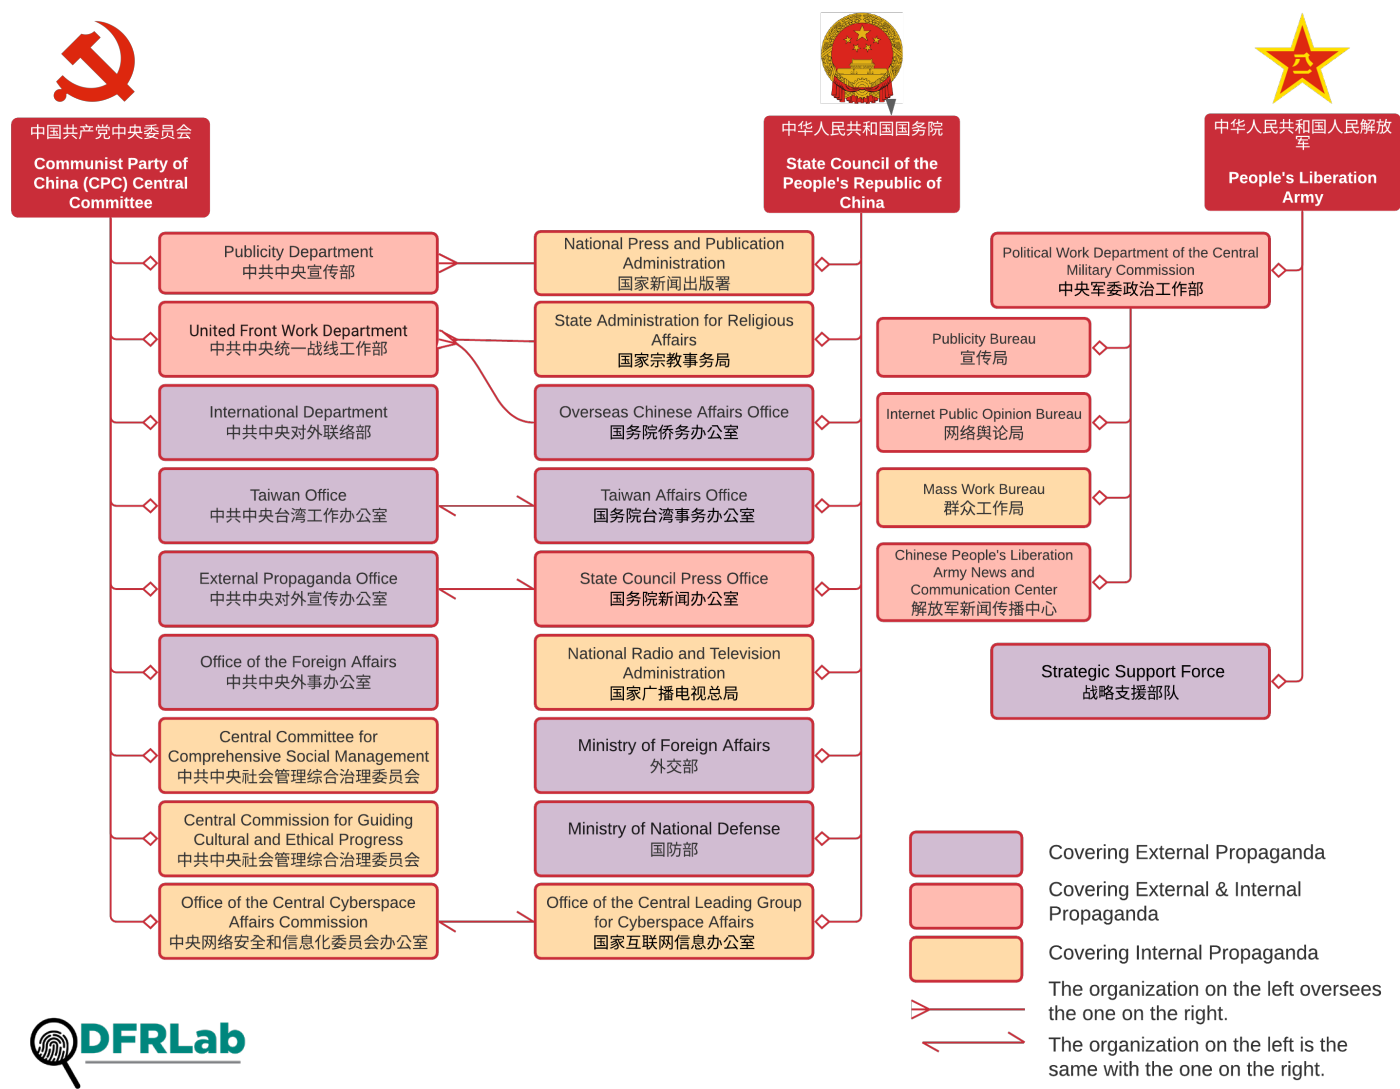 中国共产党中央委员会
Communist Party of
China (CPC) Central
Committee
中华人民共和国国务院
State Council of the
People's Republic of
China
八一
中华人民共和国人民解放
军
People's Liberation
Army
Publicity Department
中共中央宣传部
United Front Work Department
中共中央统一战线工作部
International Department
中共中央对外联络部
Taiwan Office
中共中央台湾工作办公室
External Propaganda Office
中共中央对外宣传办公室
Office of the Foreign Affairs
中共中央外事办公室
Central Committee for
Comprehensive Social Management
中共中央社会管理综合治理委员会
Central Commission for Guiding
Cultural and Ethical Progress
中共中央社会管理综合治理委员会
Office of the Central Cyberspace
Affairs Commission
中央网络安全和信息化委员会办公室
National Press and Publication
Administration
国家新闻出版署
State Administration for Religious
Affairs
国家宗教事务局
Overseas Chinese Affairs Office
国务院侨务办公室
Taiwan Affairs Office
国务院台湾事务办公室
State Council Press Office
国务院新闻办公室
National Radio and Television
Administration
国家广播电视总局
Ministry of Foreign Affairs
外交部
Ministry of National Defense
国防部
Office of the Central Leading Group
for Cyberspace Affairs
国家互联网信息办公室
Political Work Department of the Central
Military Commission
中央军委政治工作部
Publicity Bureau
宣传局
Internet Public Opinion Bureau
网络舆论局
Mass Work Bureau
群众工作局
Chinese People's Liberation
Army News and
Communication Center
解放军新闻传播中心
Strategic Support Force
战略支援部队
Covering External Propaganda
Covering External & Internal
Propaganda
Covering Internal Propaganda
The organization on the left oversees
the one on the right.
The organization on the left is the
same with the one on the right.
DFRLab